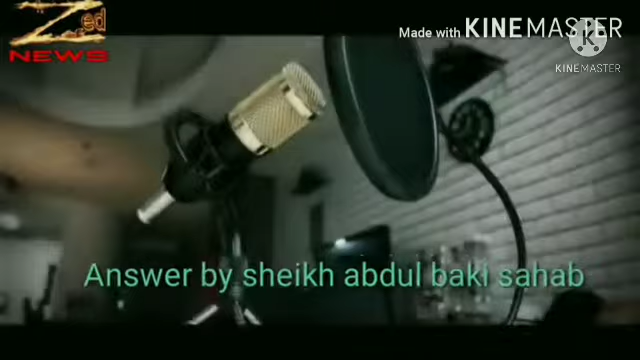 Zed
NEWS
Made with KINEMASTER
KINEMASTER
Answer by sheikh abdul baki sahab